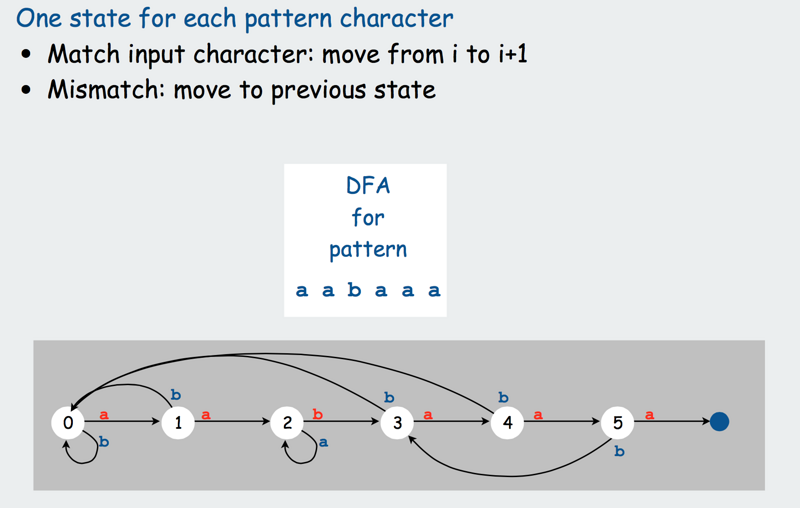 One state for each pattern character
• Match input character: move from i to i+1
• Mismatch: move to previous state
DFA
for
pattern
a a b a a a
b b b
0 a 1 a 2 b 3 a 4 a 5 a
b a b